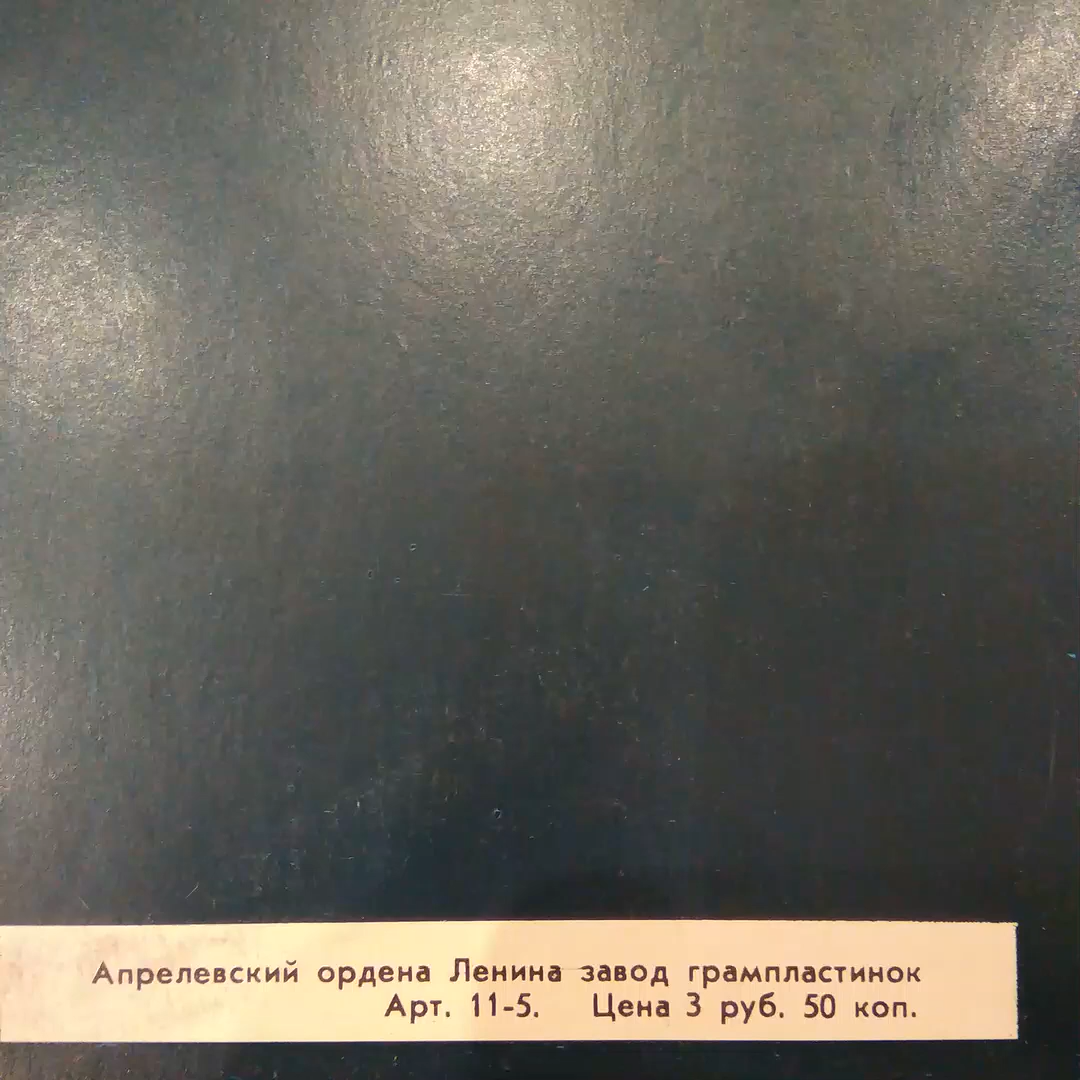 Апрелевский ордена Ленина завод грампластинок
Арт. 11-5. Цена 3 руб. 50 коп.